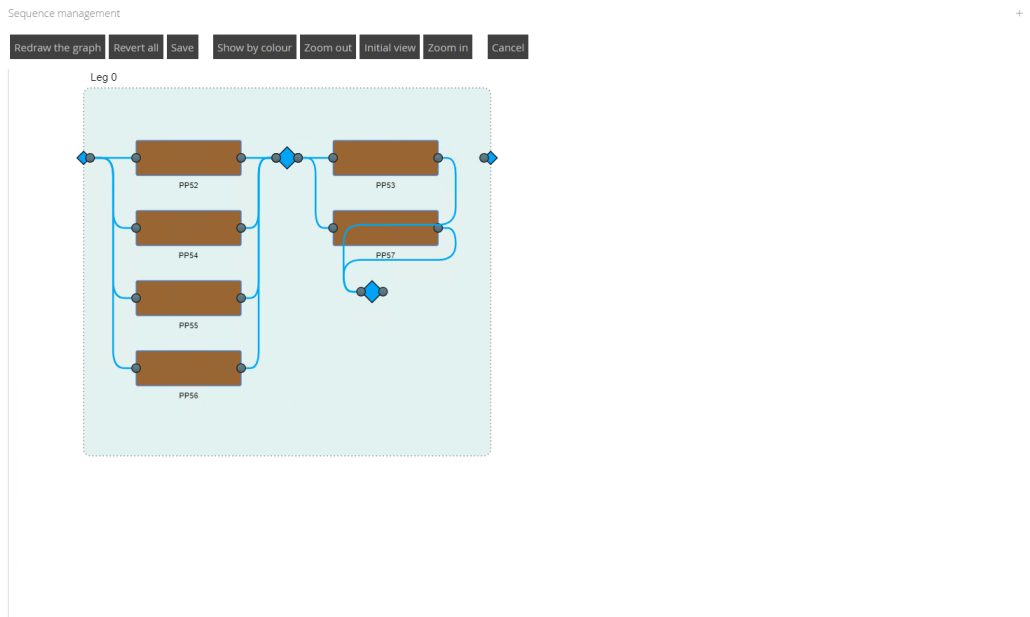 Sequence management
+
Redraw the graph Revert all Save Show by colour Zoom out Initial view Zoom in Cancel
Leg 0
PP52 PP53
PP54 PP57
PP55
PP56